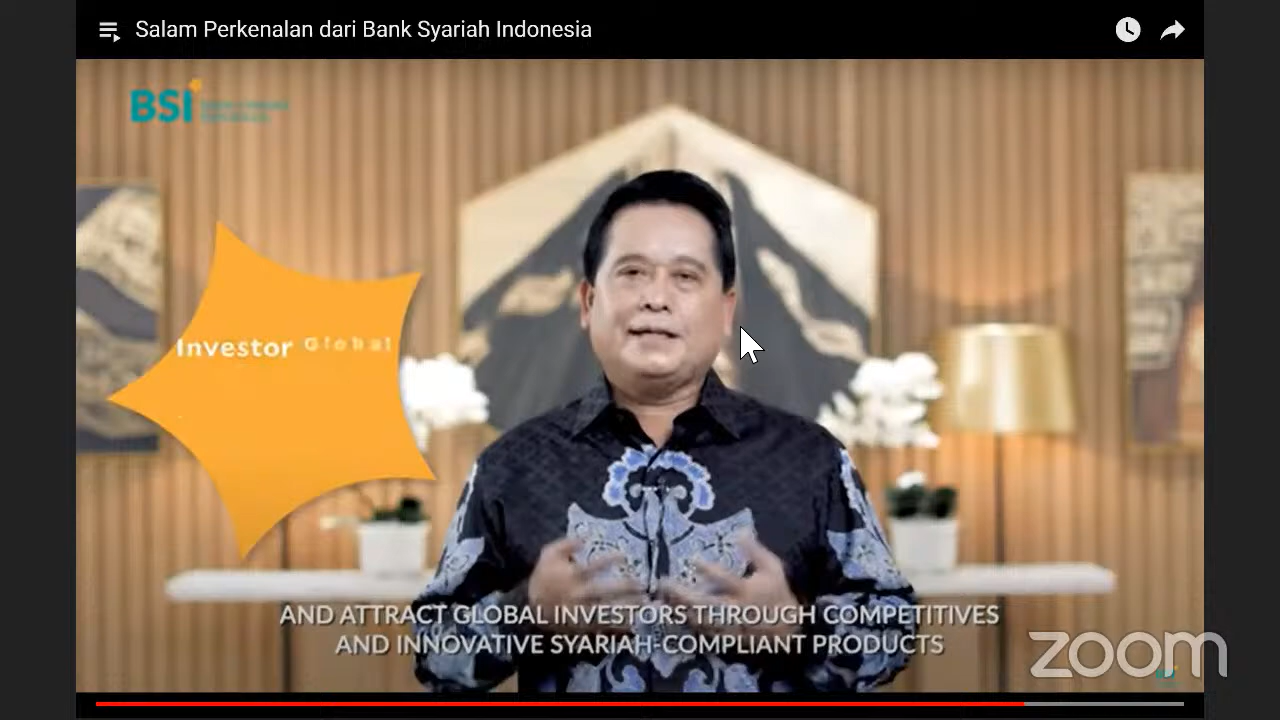 Salam Perkenalan dari Bank Syariah Indonesia
BSI
Investor Global
AND ATTRACT GLOBAL INVESTORS THROUGH COMPETITIVES
AND INNOVATIVE SYARIAH-COMPLIANT PRODUCTS
zoom